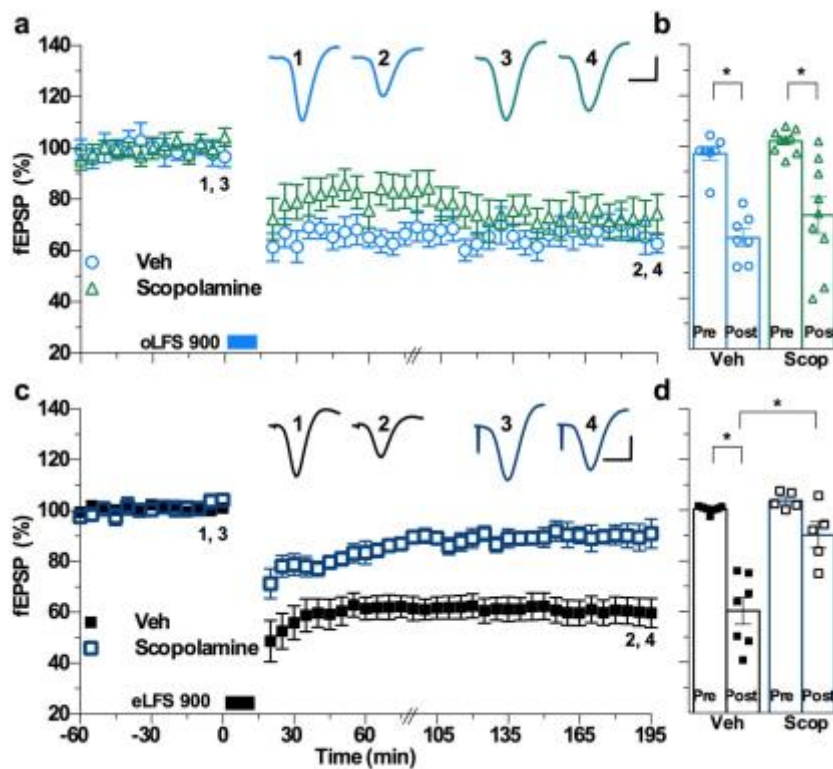 a
b
140
120
100
80
60
40
20
fEPSP (%)
1
2
3
4
1, 3
2, 4
Veh
Scopolamine
oLFS 900
*
*
Pre
Post
Pre
Post
Veh
Scop
c
d
140
120
100
80
60
40
20
fEPSP (%)
1
2
3
4
1, 3
2, 4
Veh
Scopolamine
eLFS 900
*
*
Pre
Post
Pre
Post
Veh
Scop
-60
-30
0
30
60
105
135
165
195
Time (min)